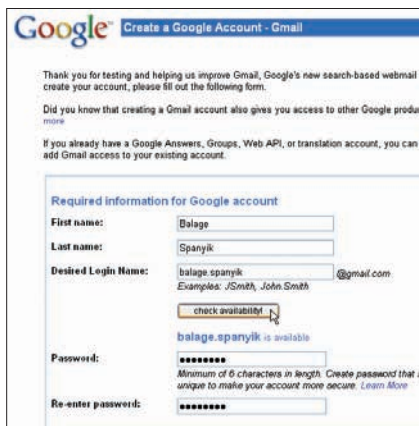 Google™ Create a Google Account - Gmail
Thank you for testing and helping us improve Gmail, Google's new search-based webmail
create your account, please fill out the following form.
Did you know that creating a Gmail account also gives you access to other Google produ
more
If you already have a Google Answers, Groups, Web API, or translation account, you can
add Gmail access to your existing account.
Required information for Google account
First name: Balage
Last name: Spanyik
Desired Login Name: balage.spanyik @gmail.com
Examples: JSmith, John.Smith
check availability!
balage.spanyik is available
Password: ••••••••
Minimum of 6 characters in length. Create password that
unique to make your account more secure. Learn More
Re-enter password: ••••••••